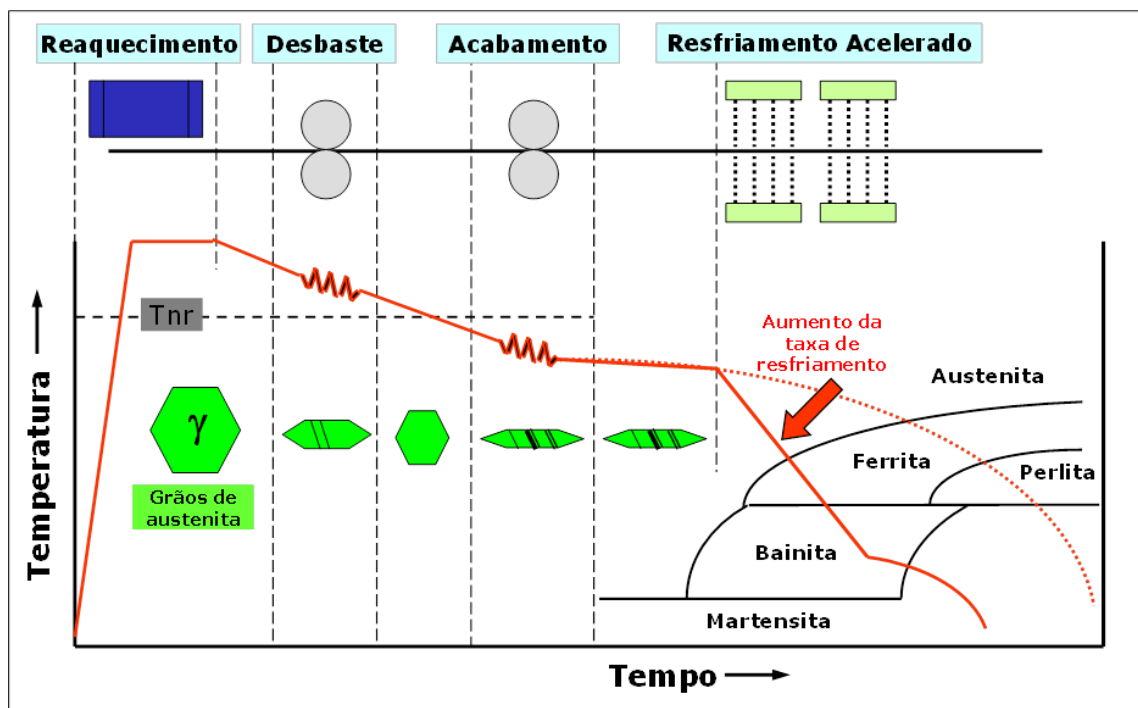 Reaquecimento
Desbaste
Acabamento
Resfriamento Acelerado
Temperatura
Tnr
γ
Grãos de
austenita
Aumento da
taxa de
resfriamento
Austenita
Ferrita
Perlita
Bainita
Martensita
Tempo